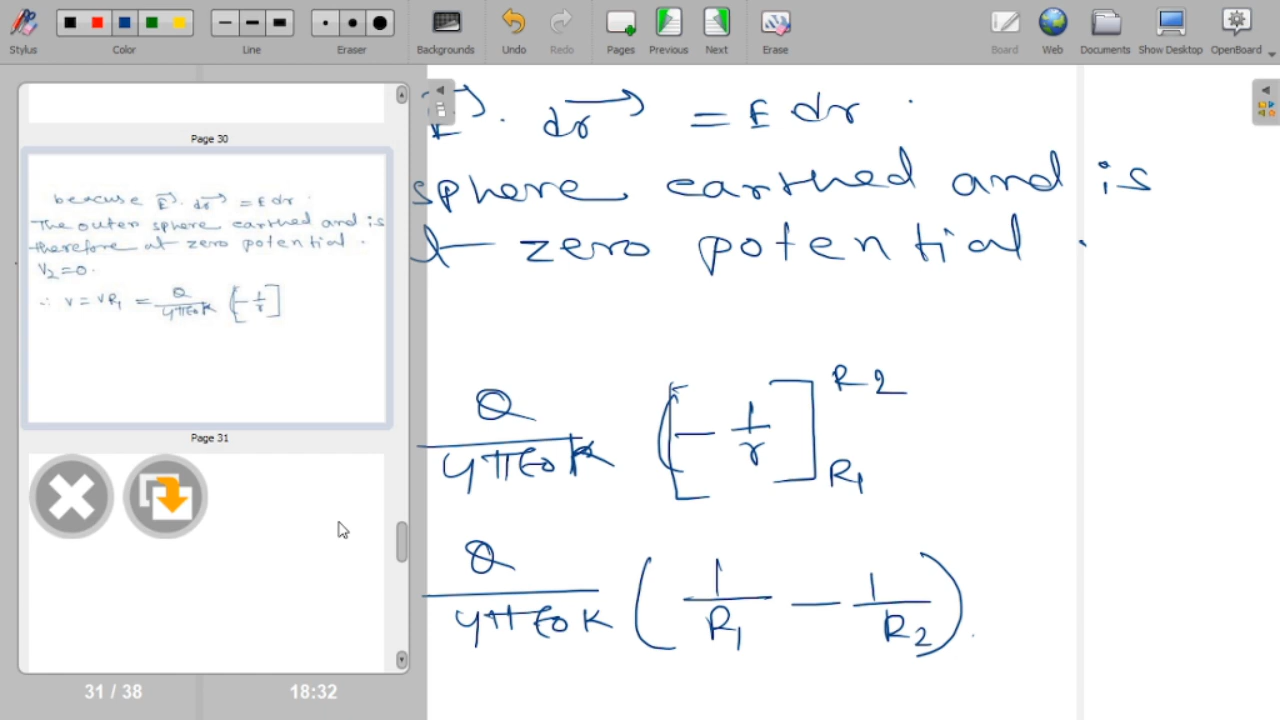 Stylus
Color
Line
Eraser
Backgrounds
Undo
Redo
Pages
Previous
Next
Erase
Board
Web
Documents
Show Desktop
OpenBoard
Page 30
because E⃗. dr⃗ = E dr.
The outer sphere earthed and is
therefore at zero potential.
V2 = 0.
∴ V = VR1 = Q/4πε0K [-1/r]
Page 31
31 / 38
18:32
E⃗. dr⃗ = E dr.
sphere earthed and is
zero potential.
Q/4πε0K [-1/r] R2 R1
Q/4πε0K (1/R1 - 1/R2).